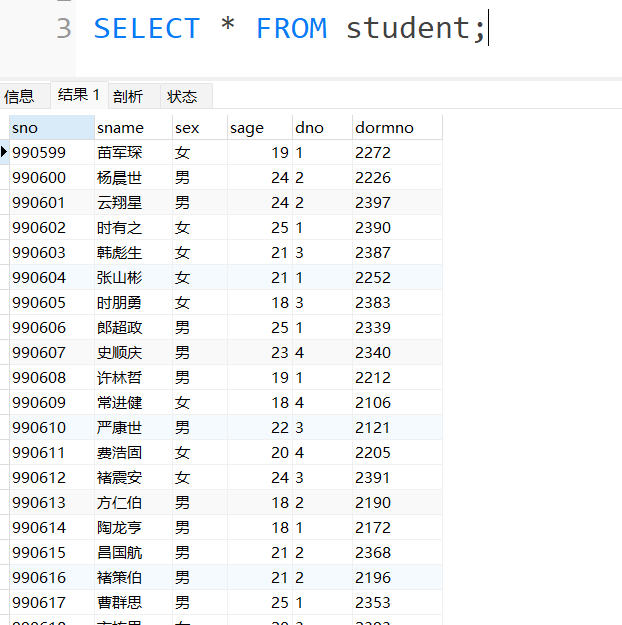 3 SELECT * FROM student;
信息 结果 1 剖析 状态
sno sname sex sage dno dormno
990599 苗军琛 女 19 1 2272
990600 杨晨世 男 24 2 2226
990601 云翔星 男 24 2 2397
990602 时有之 女 25 1 2390
990603 韩彪生 女 21 3 2387
990604 张山彬 女 21 1 2252
990605 时朋勇 女 18 3 2383
990606 郎超政 男 25 1 2339
990607 史顺庆 男 23 4 2340
990608 许林哲 男 19 1 2212
990609 常进健 女 18 4 2106
990610 严康世 男 22 3 2121
990611 费浩固 女 20 4 2205
990612 褚震安 女 24 3 2391
990613 方仁伯 男 18 2 2190
990614 陶龙亨 男 18 1 2172
990615 昌国航 男 21 2 2368
990616 褚策伯 男 21 2 2196
990617 曹群思 男 25 1 2353